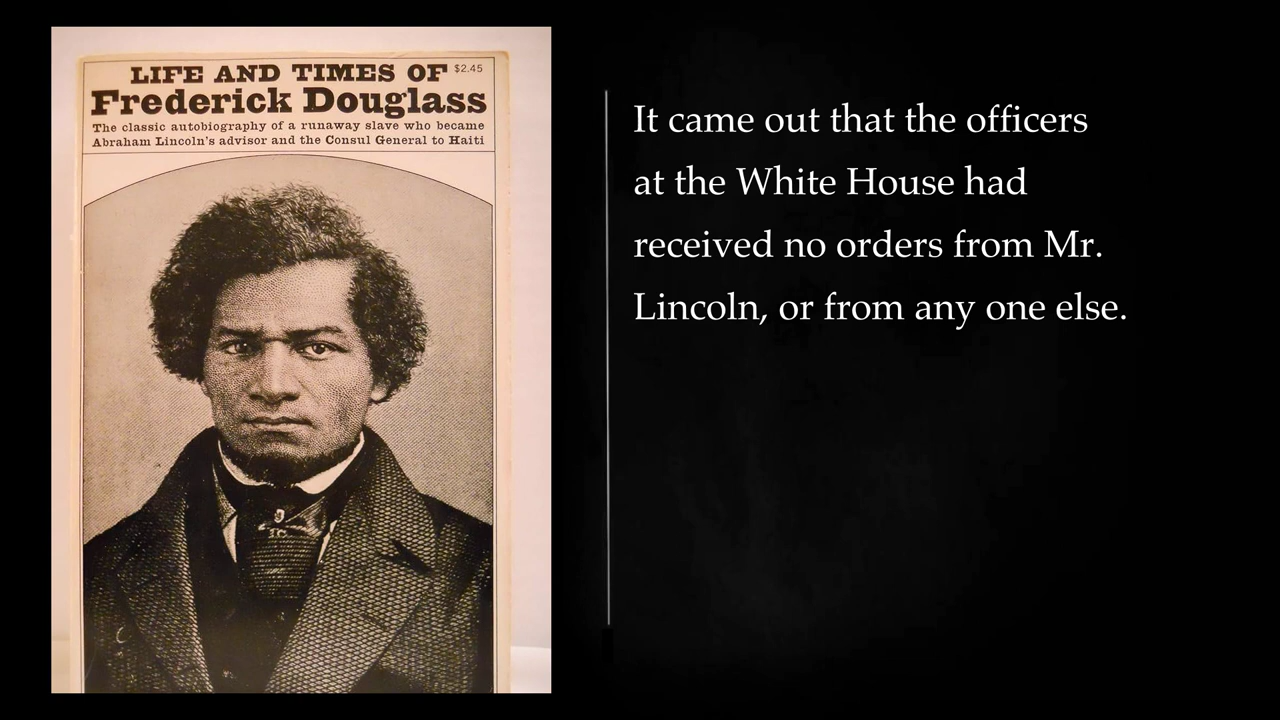 LIFE AND TIMES OF $2.45
Frederick Douglass
The classic autobiography of a runaway slave who became
Abraham Lincoln's advisor and the Consul General to Haiti
It came out that the officers
at the White House had
received no orders from Mr.
Lincoln, or from any one else.